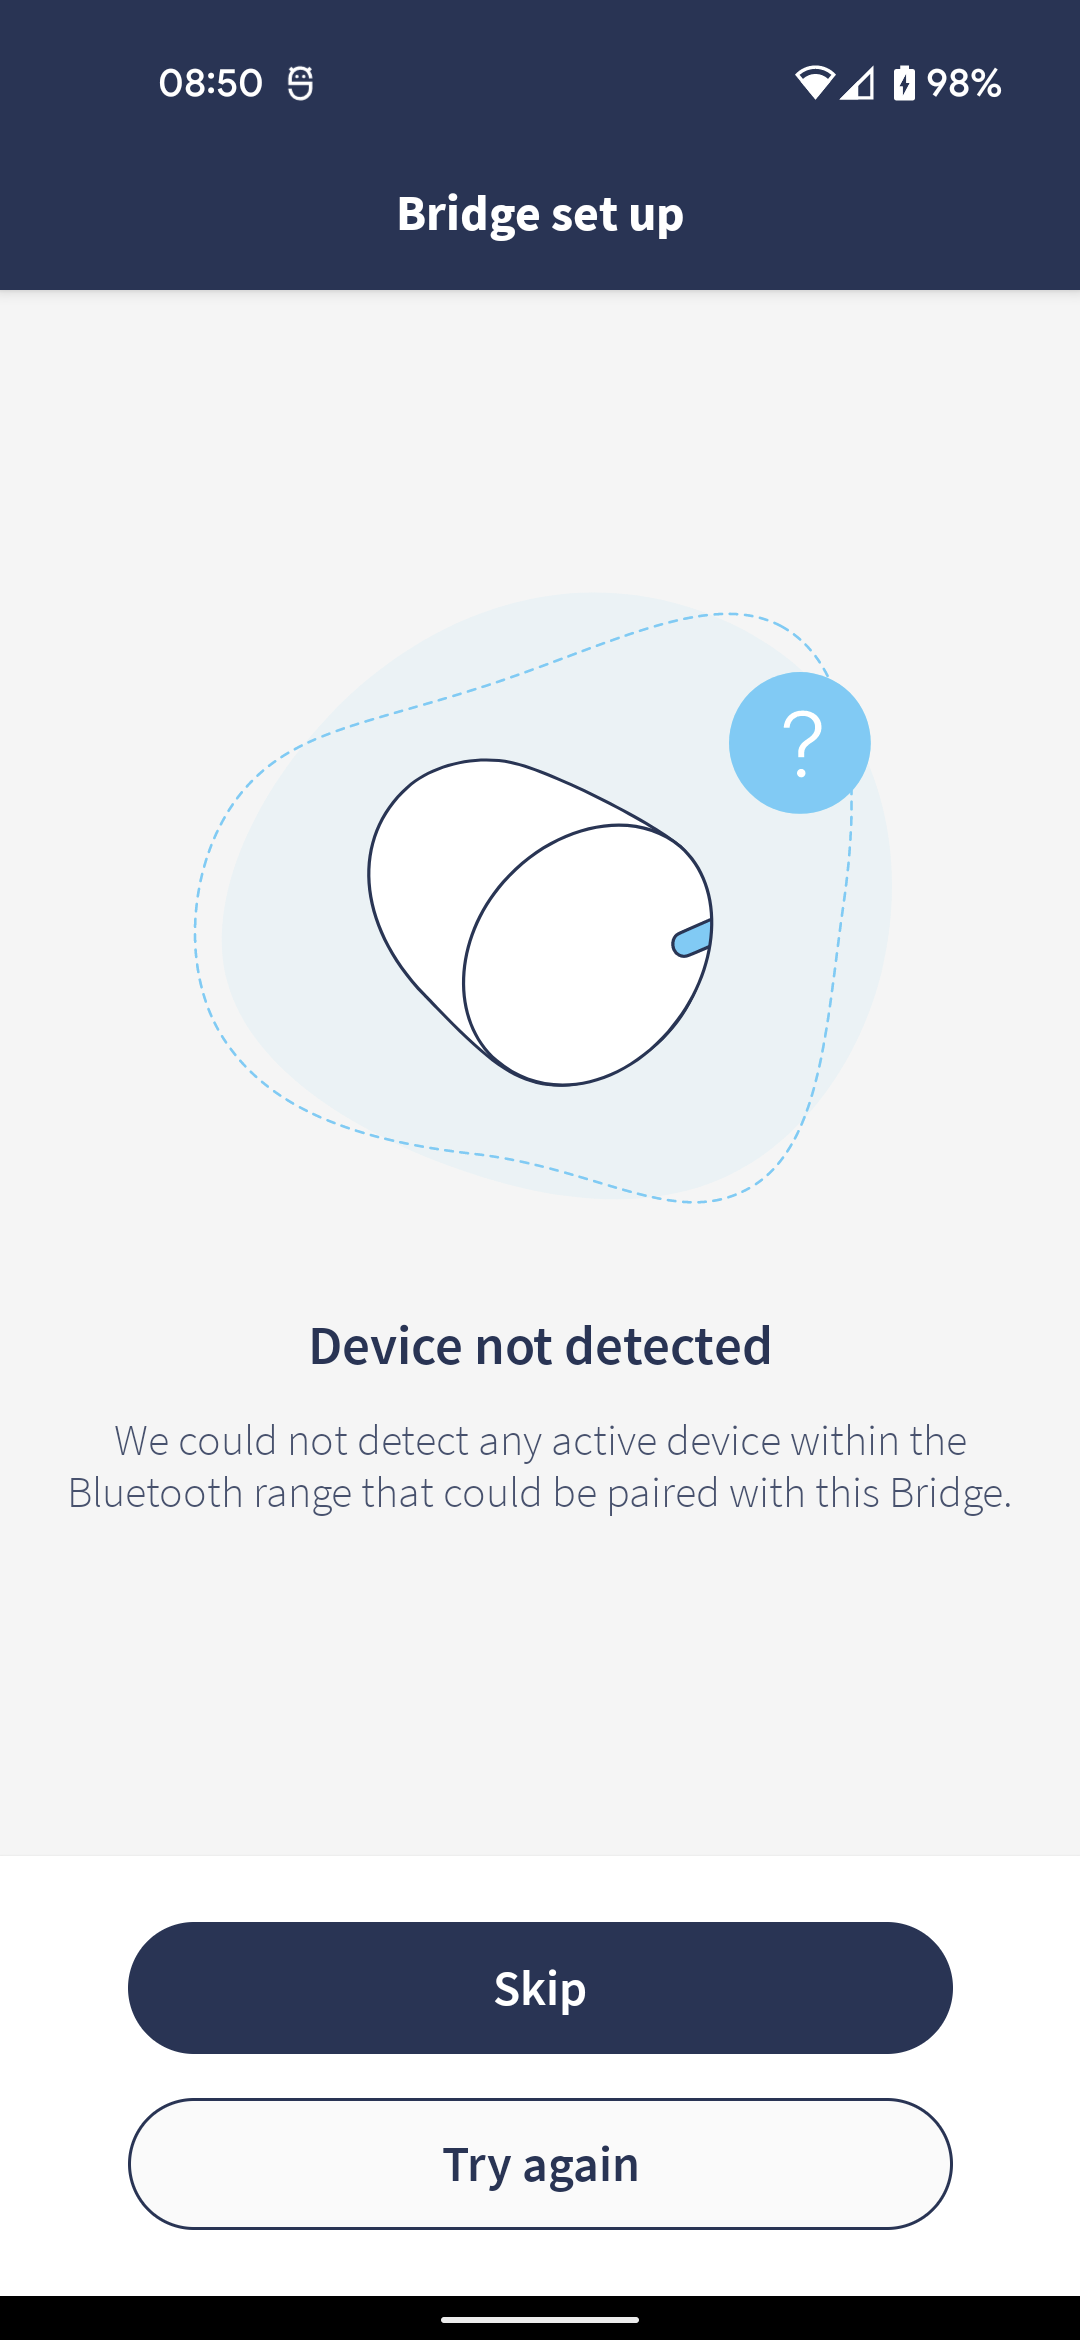 08:50
98%
Bridge set up
?
Device not detected
We could not detect any active device within the
Bluetooth range that could be paired with this Bridge.
Skip
Try again